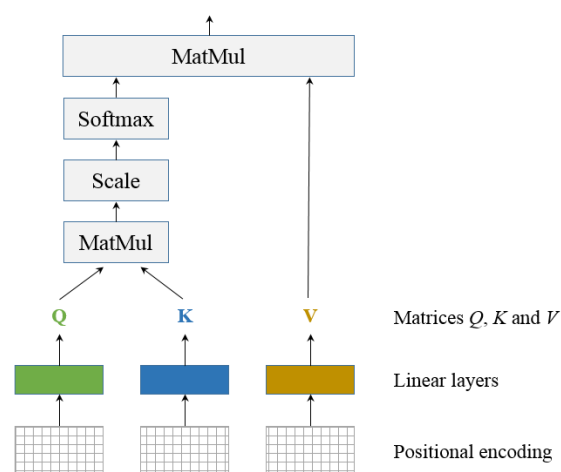 MatMul
Softmax
Scale
MatMul
Q K V Matrices Q, K and V
Linear layers
Positional encoding